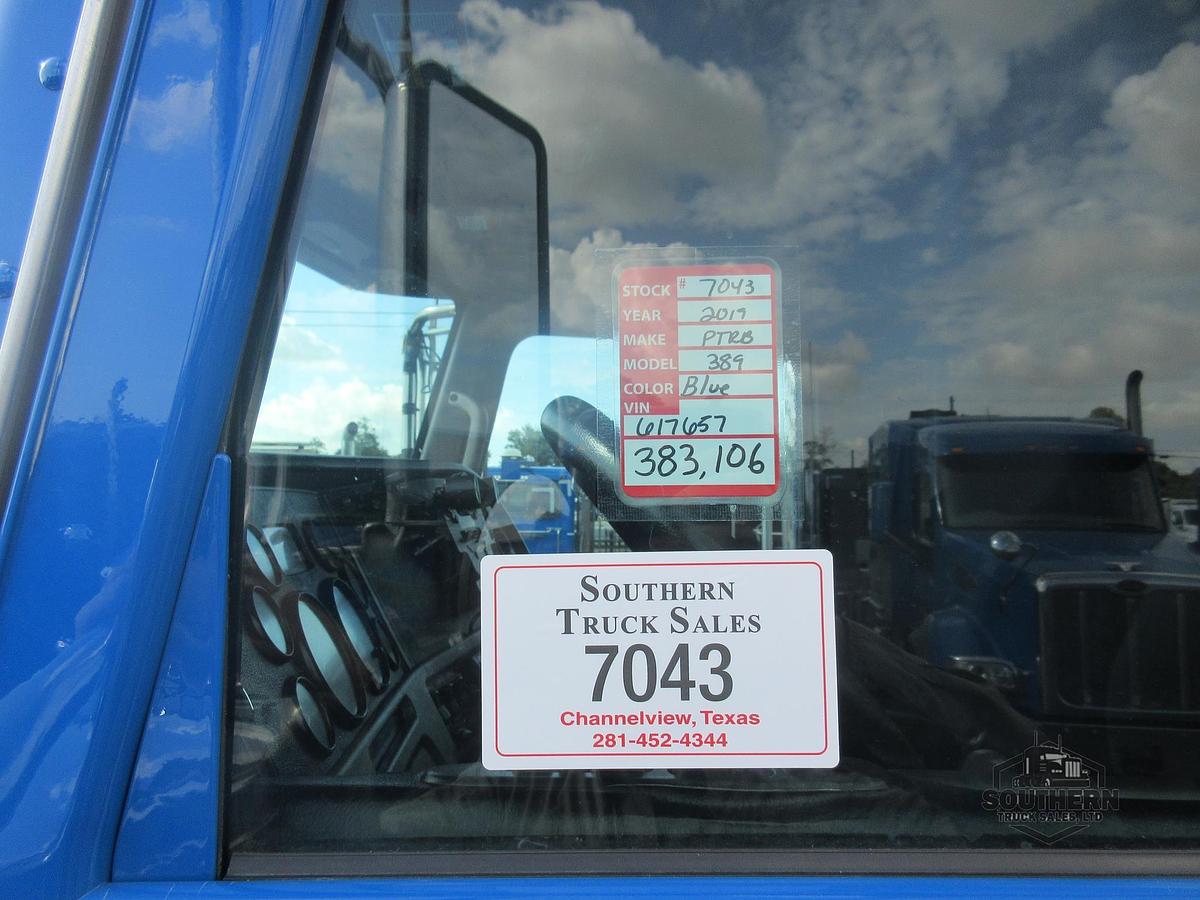 STOCK # 7043
YEAR 2019
MAKE PTRB
MODEL 389
COLOR Blue
VIN
617657
383,106
SOUTHERN
TRUCK SALES
7043
Channelview, Texas
281-452-4344
SOUTHERN
TRUCK SALES, LTD